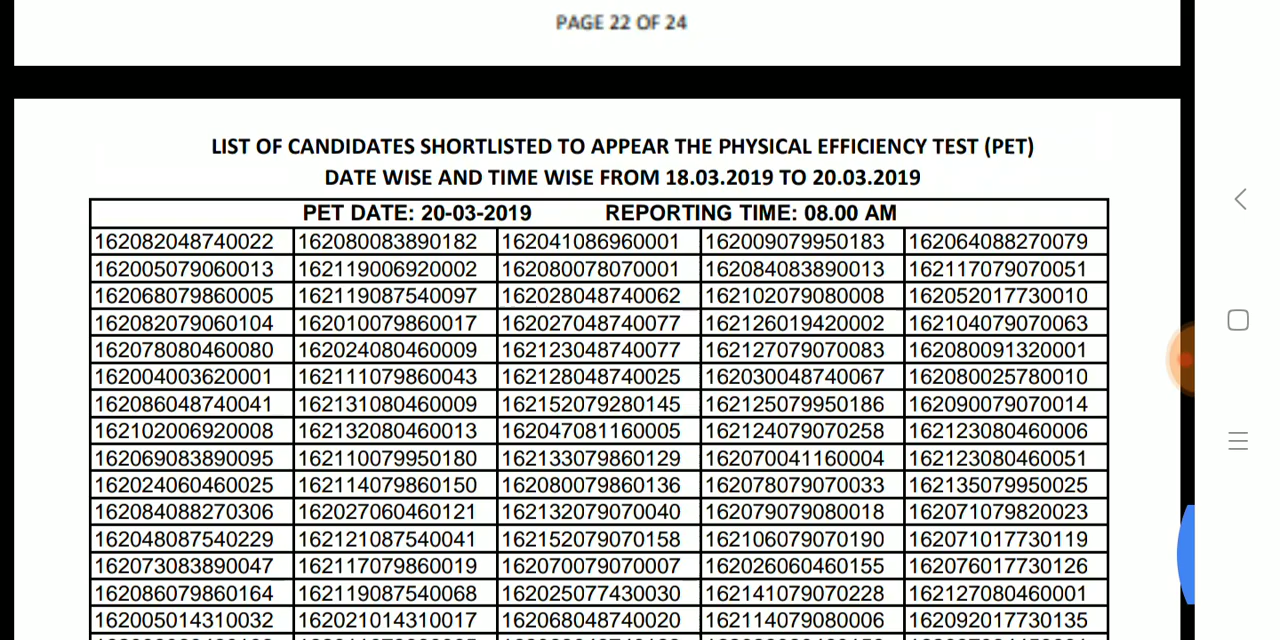 PAGE 22 OF 24
LIST OF CANDIDATES SHORTLISTED TO APPEAR THE PHYSICAL EFFICIENCY TEST (PET)
DATE WISE AND TIME WISE FROM 18.03.2019 TO 20.03.2019
PET DATE: 20-03-2019 REPORTING TIME: 08.00 AM
162082048740022 162080083890182 162041086960001 162009079950183 162064088270079
162005079060013 162119006920002 162080078070001 162084083890013 162117079070051
162068079860005 162119087540097 162028048740062 162102079080008 162052017730010
162082079060104 162010079860017 162027048740077 162126019420002 162104079070063
162078080460080 162024080460009 162123048740077 162127079070083 162080091320001
162004003620001 162111079860043 162128048740025 162030048740067 162080025780010
162086048740041 162131080460009 162152079280145 162125079950186 162090079070014
162102006920008 162132080460013 162047081160005 162124079070258 162123080460006
162069083890095 162110079950180 162133079860129 162070041160004 162123080460051
162024060460025 162114079860150 162080079860136 162078079070033 162135079950025
162084088270306 162027060460121 162132079070040 162079079080018 162071079820023
162048087540229 162121087540041 162152079070158 162106079070190 162071017730119
162073083890047 162117079860019 162070079070007 162026060460155 162076017730126
162086079860164 162119087540068 162025077430030 162141079070228 162127080460001
162005014310032 162021014310017 162068048740020 162114079080006 162092017730135